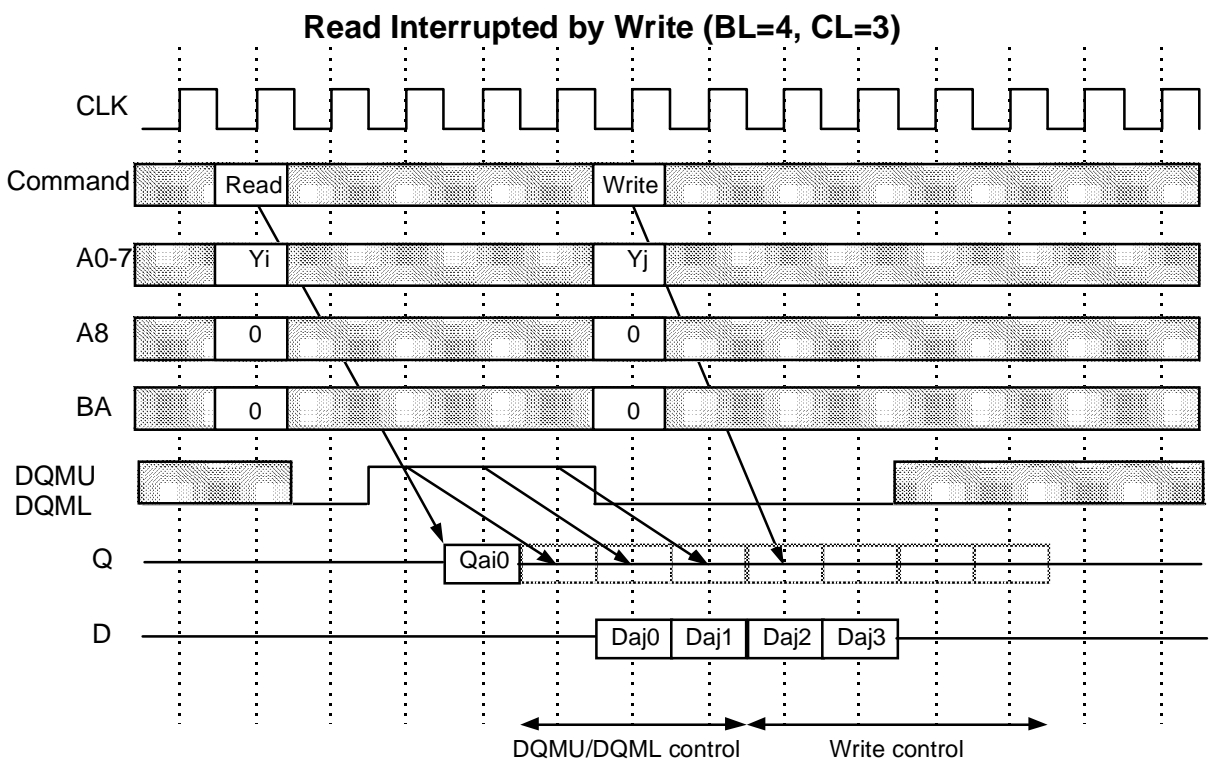 Read Interrupted by Write (BL=4, CL=3)
CLK
Command Read Write
A0-7 Yi Yj
A8 0 0
BA 0 0
DQMU
DQML
Q Qai0
D Daj0 Daj1 Daj2 Daj3
DQMU/DQML control Write control